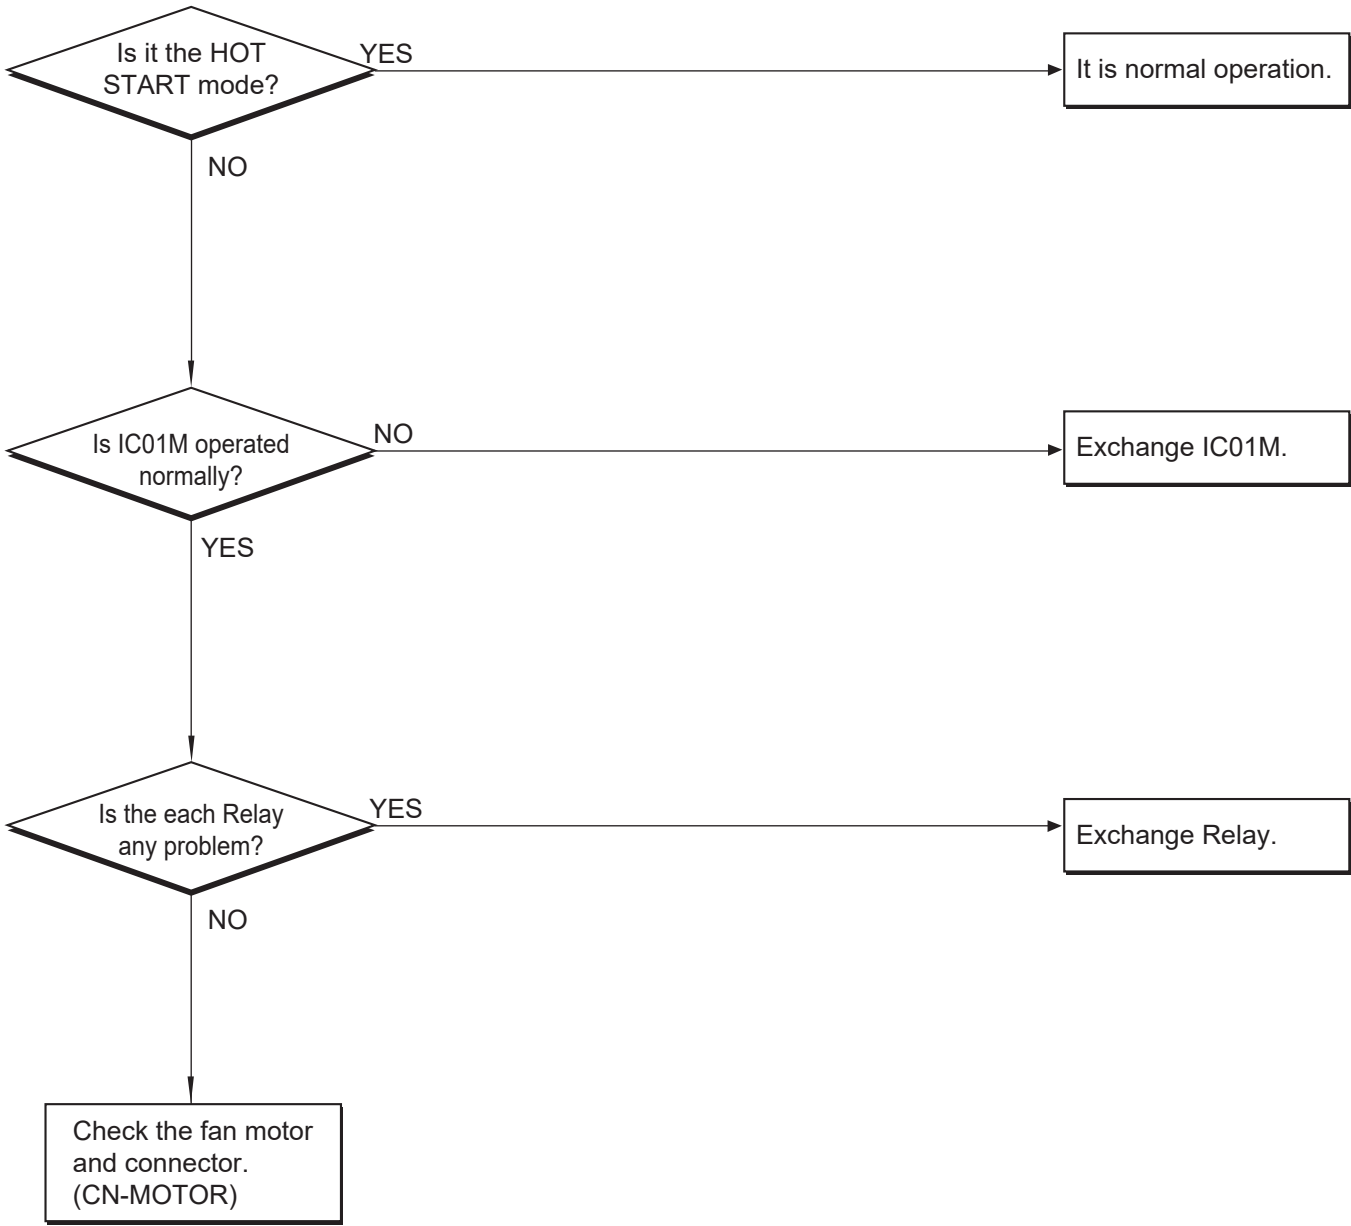 Is it the HOT
START mode?
YES
It is normal operation.
NO
Is IC01M operated
normally?
NO
Exchange IC01M.
YES
Is the each Relay
any problem?
YES
Exchange Relay.
NO
Check the fan motor
and connector.
(CN-MOTOR)